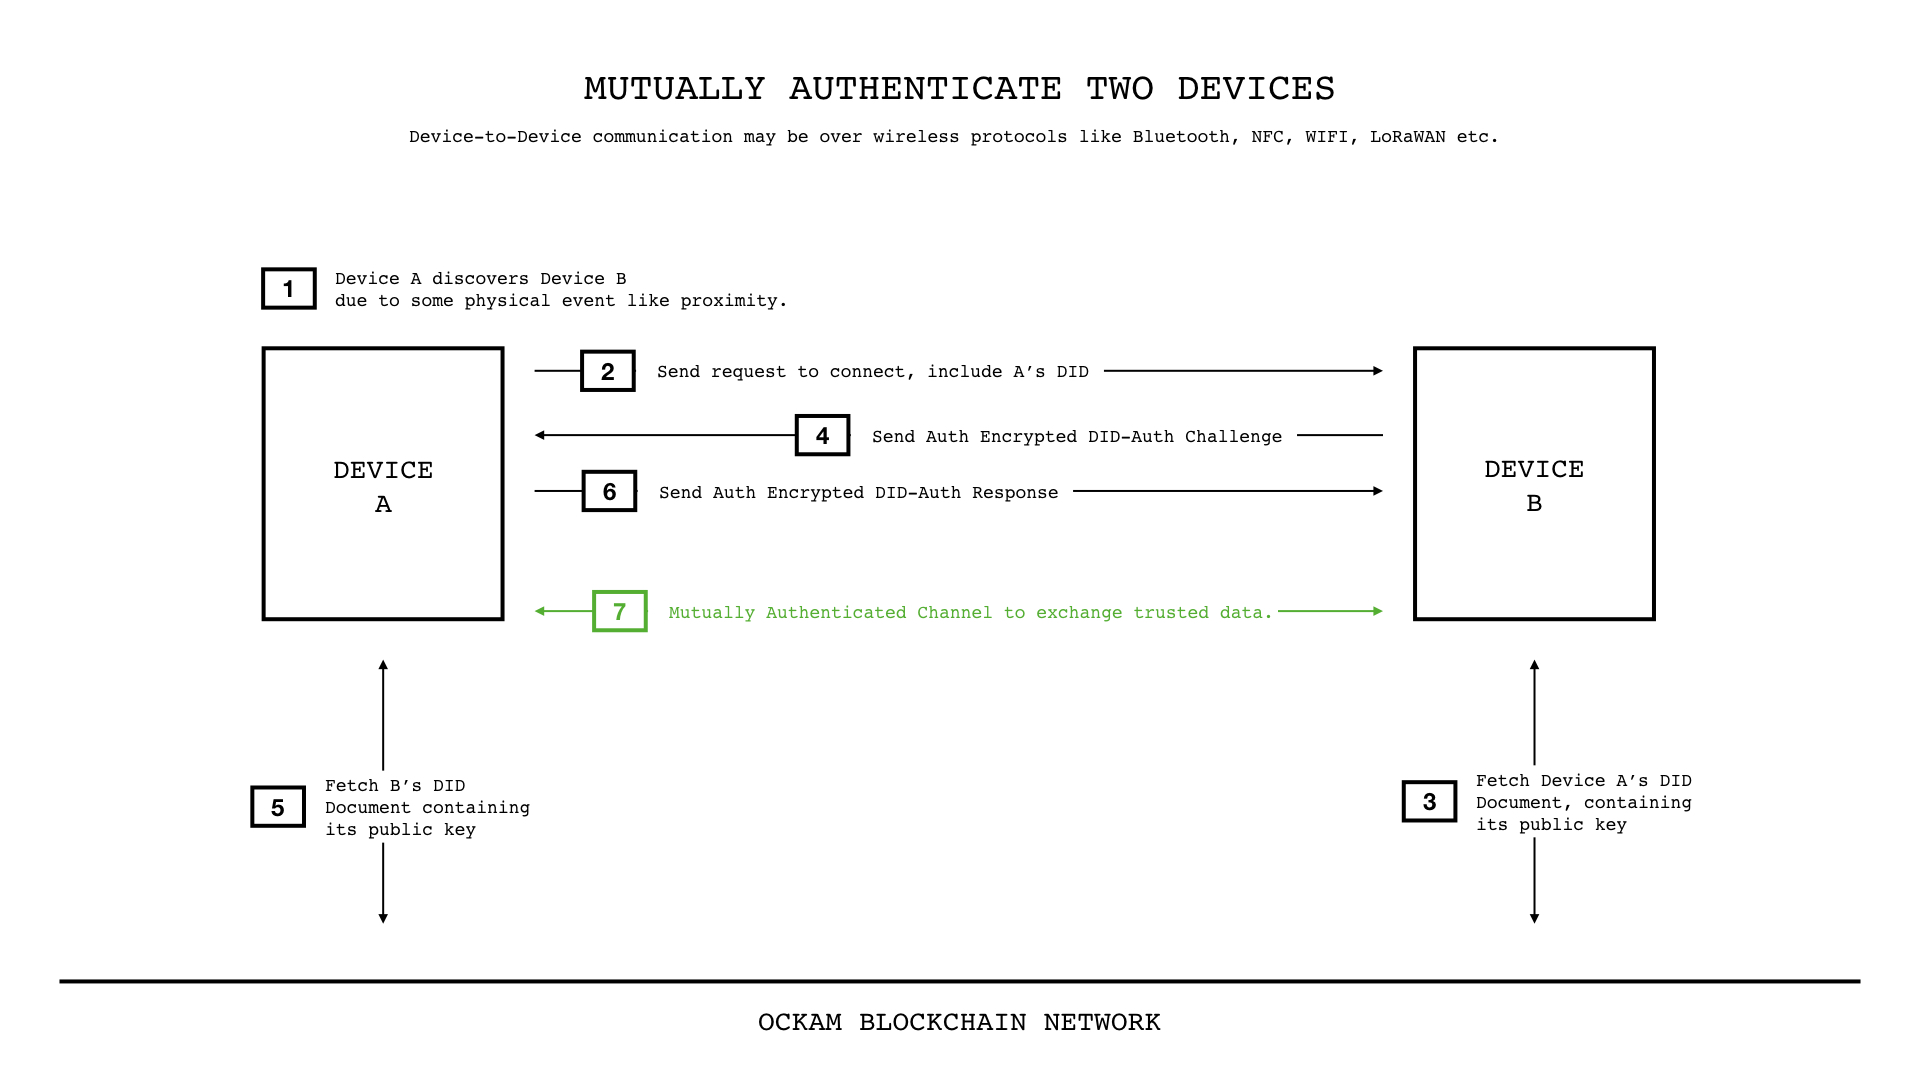 MUTUALLY AUTHENTICATE TWO DEVICES
Device-to-Device communication may be over wireless protocols like Bluetooth, NFC, WIFI, LoRaWAN etc.
1
Device A discovers Device B
due to some physical event like proximity.
2
Send request to connect, include A’s DID
4
Send Auth Encrypted DID-Auth Challenge
DEVICE
A
6
Send Auth Encrypted DID-Auth Response
DEVICE
B
7
Mutually Authenticated Channel to exchange trusted data.
5
Fetch B’s DID
Document containing
its public key
3
Fetch Device A’s DID
Document, containing
its public key
OCKAM BLOCKCHAIN NETWORK